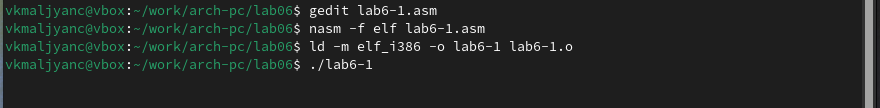 vkmaljyanc@vbox:~/work/arch-pc/lab06$ gedit lab6-1.asm
vkmaljyanc@vbox:~/work/arch-pc/lab06$ nasm -f elf lab6-1.asm
vkmaljyanc@vbox:~/work/arch-pc/lab06$ ld -m elf_i386 -o lab6-1 lab6-1.o
vkmaljyanc@vbox:~/work/arch-pc/lab06$ ./lab6-1